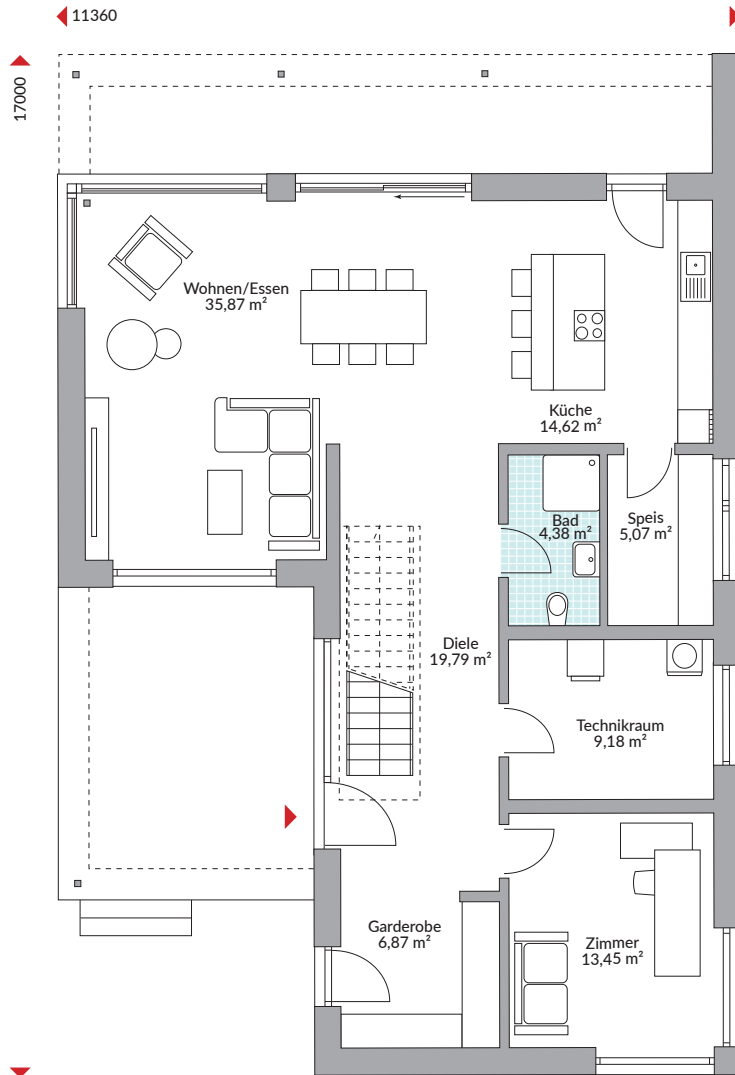 11360
17000
Wohnen/Essen
35,87 m²
Küche
14,62 m²
Bad
4,38 m²
Speis
5,07 m²
Diele
19,79 m²
Technikraum
9,18 m²
Garderobe
6,87 m²
Zimmer
13,45 m²